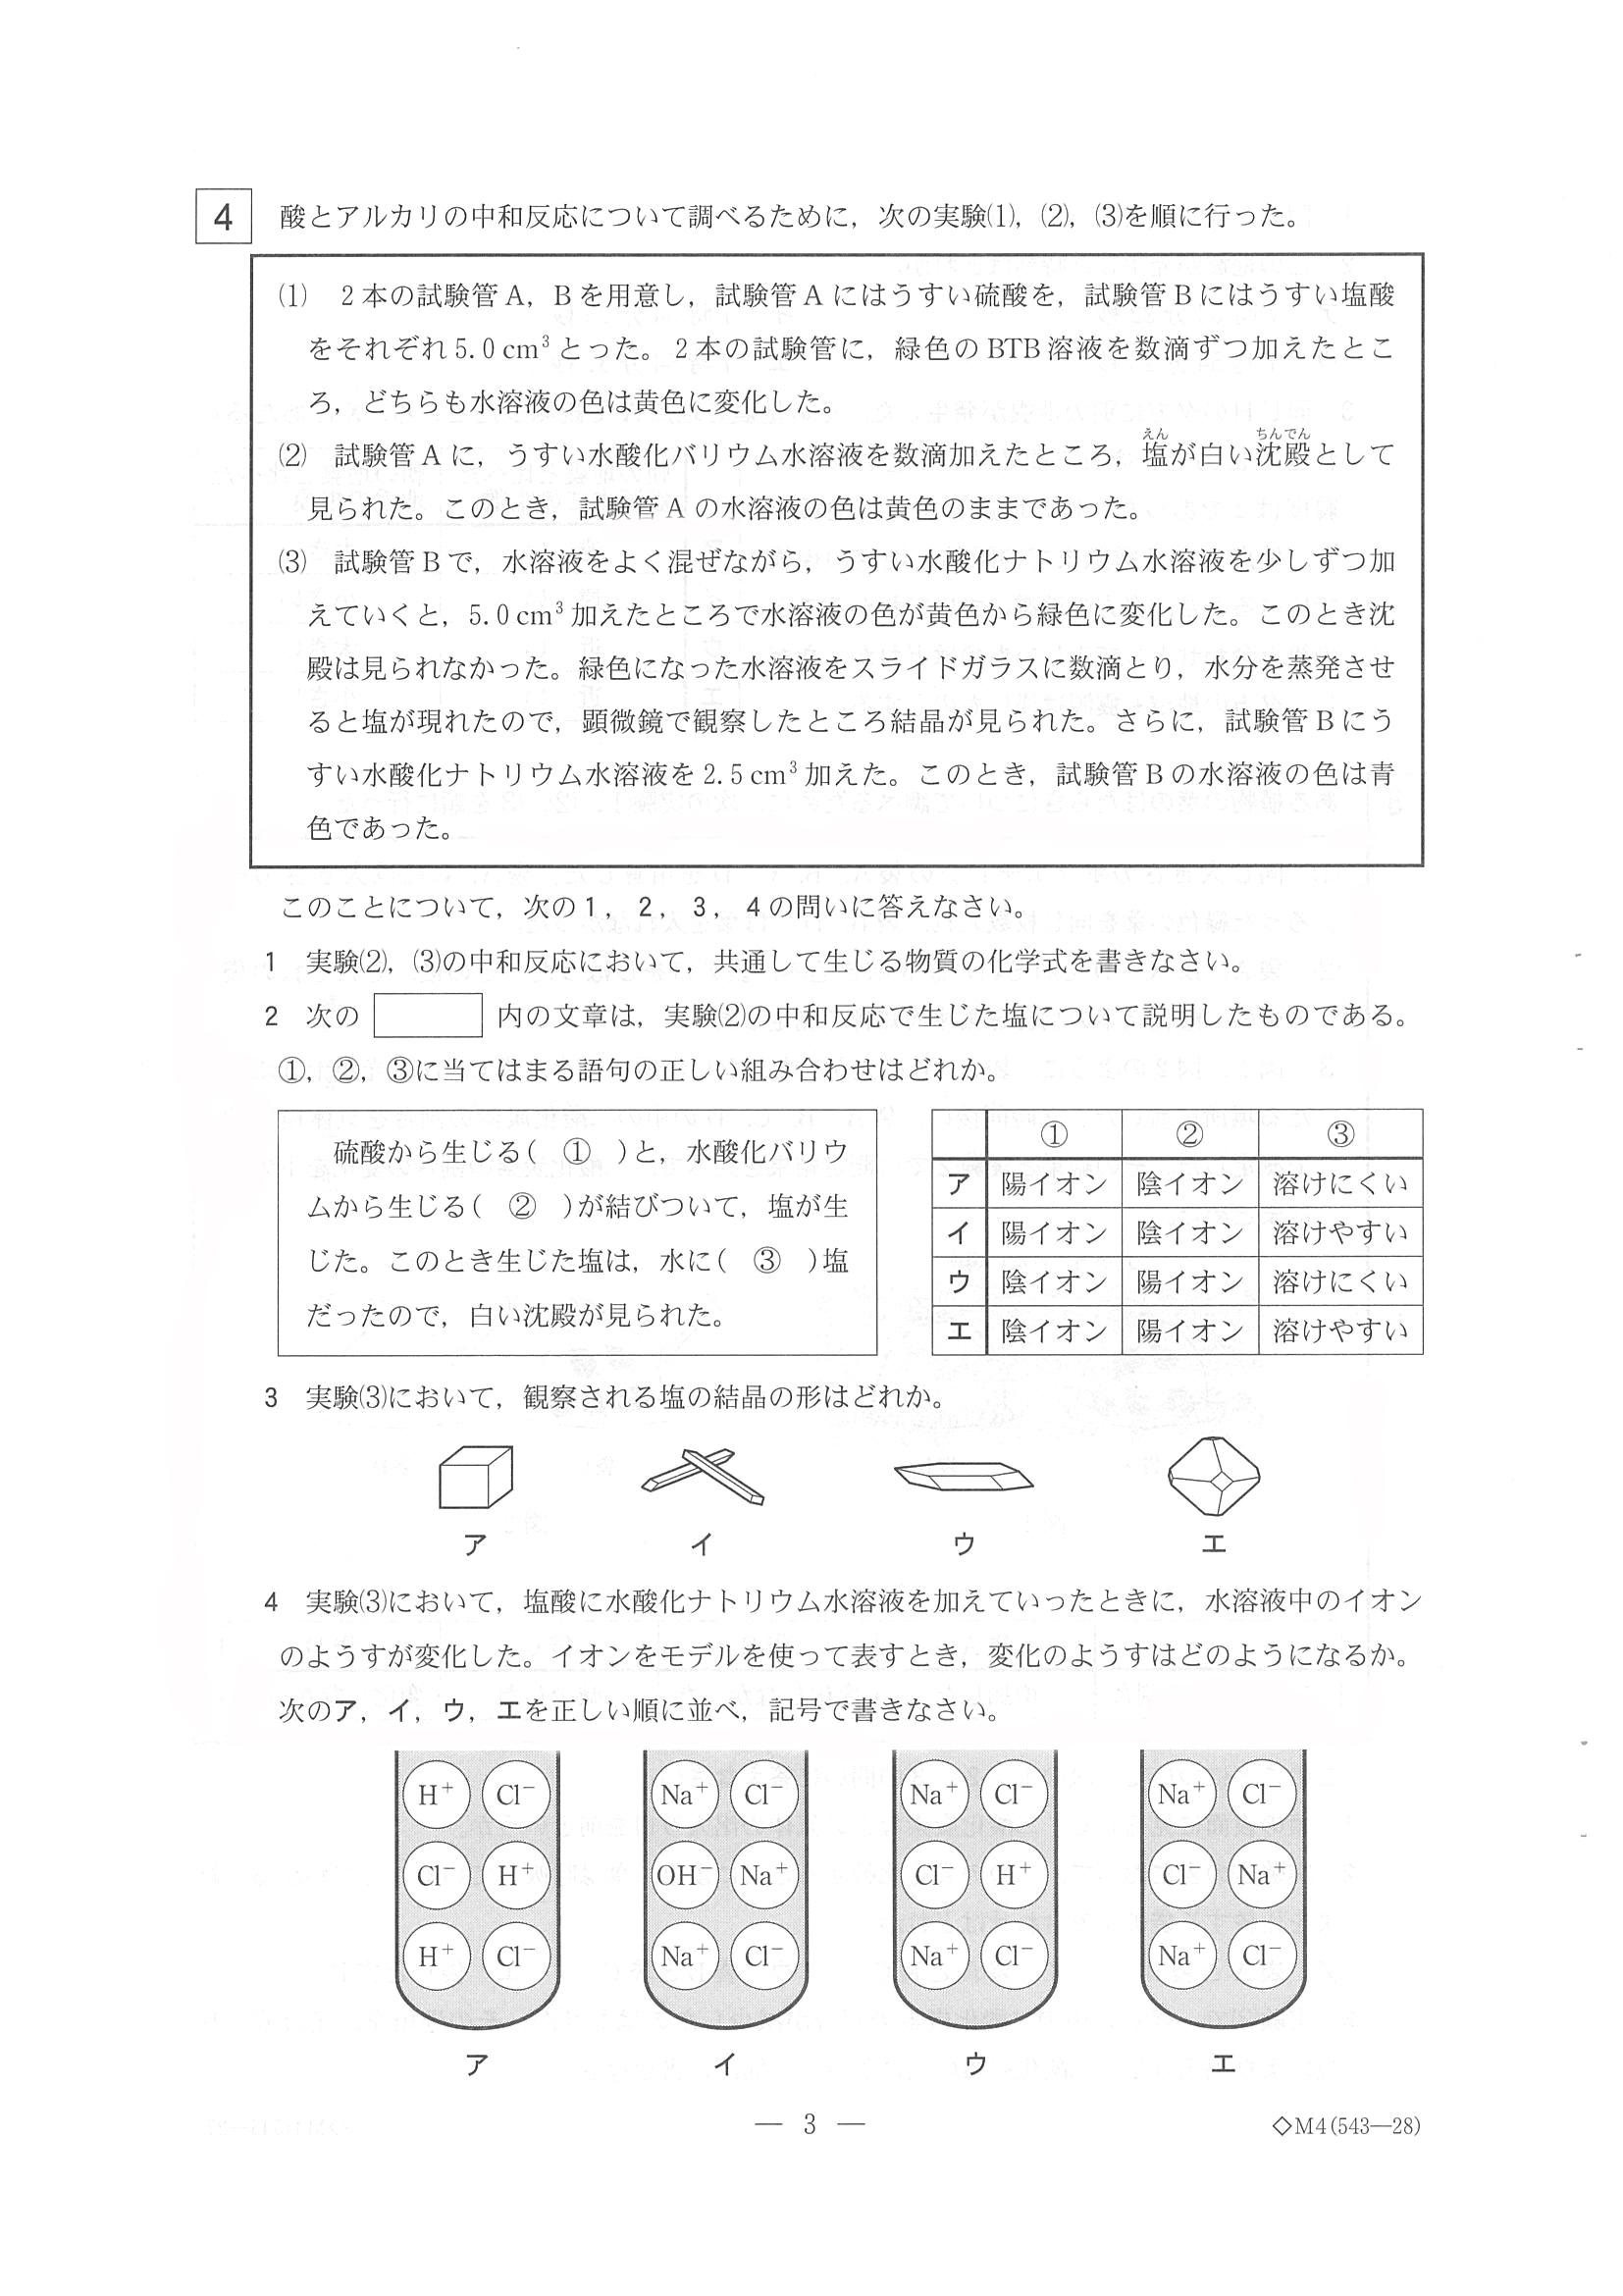 4 酸とアルカリの中和反応について調べるために，次の実験⑴，⑵，⑶を順に行った。
⑴ 2本の試験管A，Bを用意し，試験管Aにはうすい硫酸を，試験管Bにはうすい塩酸
をそれぞれ5.0 cm³とった。2本の試験管に，緑色のBTB溶液を数滴ずつ加えたとこ
ろ，どちらも水溶液の色は黄色に変化した。
えん ちんでん
⑵ 試験管Aに，うすい水酸化バリウム水溶液を数滴加えたところ，塩が白い沈殿として
見られた。このとき，試験管Aの水溶液の色は黄色のままであった。
⑶ 試験管Bで，水溶液をよく混ぜながら，うすい水酸化ナトリウム水溶液を少しずつ加
えていくと，5.0 cm³加えたところで水溶液の色が黄色から緑色に変化した。このとき沈
殿は見られなかった。緑色になった水溶液をスライドガラスに数滴とり，水分を蒸発させ
ると塩が現れたので，顕微鏡で観察したところ結晶が見られた。さらに，試験管Bにう
すい水酸化ナトリウム水溶液を2.5 cm³加えた。このとき，試験管Bの水溶液の色は青
色であった。
このことについて，次の1，2，3，4の問いに答えなさい。
1 実験⑵，⑶の中和反応において，共通して生じる物質の化学式を書きなさい。
2 次の 内の文章は，実験⑵の中和反応で生じた塩について説明したものである。
①，②，③に当てはまる語句の正しい組み合わせはどれか。
硫酸から生じる( ① )と，水酸化バリウ
ムから生じる( ② )が結びついて，塩が生
じた。このとき生じた塩は，水に( ③ )塩
だったので，白い沈殿が見られた。
① ② ③
ア 陽イオン 陰イオン 溶けにくい
イ 陽イオン 陰イオン 溶けやすい
ウ 陰イオン 陽イオン 溶けにくい
エ 陰イオン 陽イオン 溶けやすい
3 実験⑶において，観察される塩の結晶の形はどれか。
ア イ ウ エ
4 実験⑶において，塩酸に水酸化ナトリウム水溶液を加えていったときに，水溶液中のイオン
のようすが変化した。イオンをモデルを使って表すとき，変化のようすはどのようになるか。
次のア，イ，ウ，エを正しい順に並べ，記号で書きなさい。
H⁺ Cl⁻ Na⁺ Cl⁻ Na⁺ Cl⁻ Na⁺ Cl⁻
Cl⁻ H⁺ OH⁻ Na⁺ Cl⁻ H⁺ Cl⁻ Na⁺
H⁺ Cl⁻ Na⁺ Cl⁻ Na⁺ Cl⁻ Na⁺ Cl⁻
ア イ ウ エ
— 3 —
◇M4(543—28)